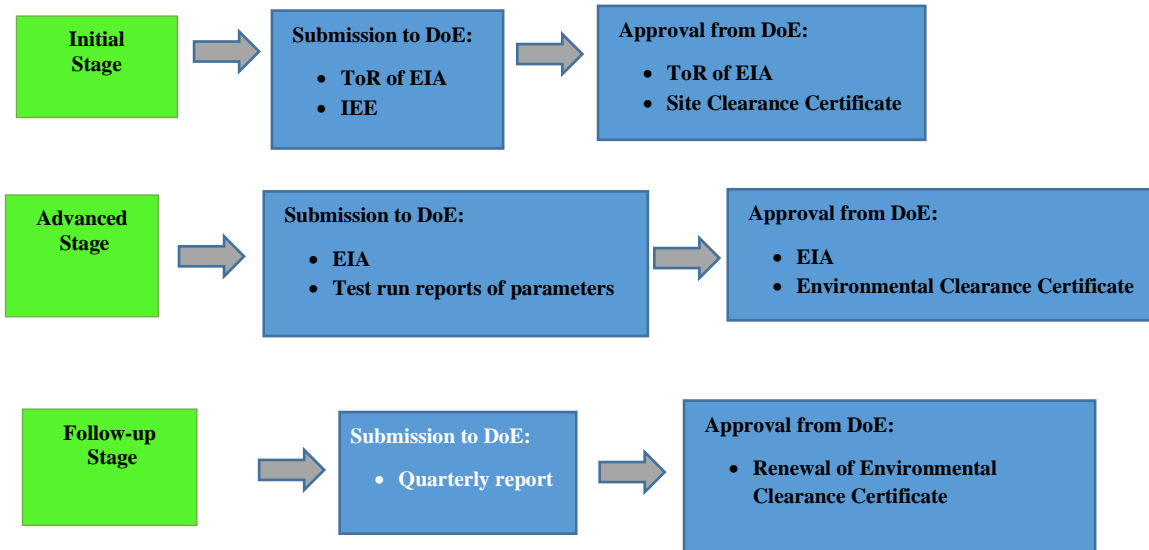 Initial
Stage
Submission to DoE:
• ToR of EIA
• IEE
Approval from DoE:
• ToR of EIA
• Site Clearance Certificate
Advanced
Stage
Submission to DoE:
• EIA
• Test run reports of parameters
Approval from DoE:
• EIA
• Environmental Clearance Certificate
Follow-up
Stage
Submission to DoE:
• Quarterly report
Approval from DoE:
• Renewal of Environmental
Clearance Certificate